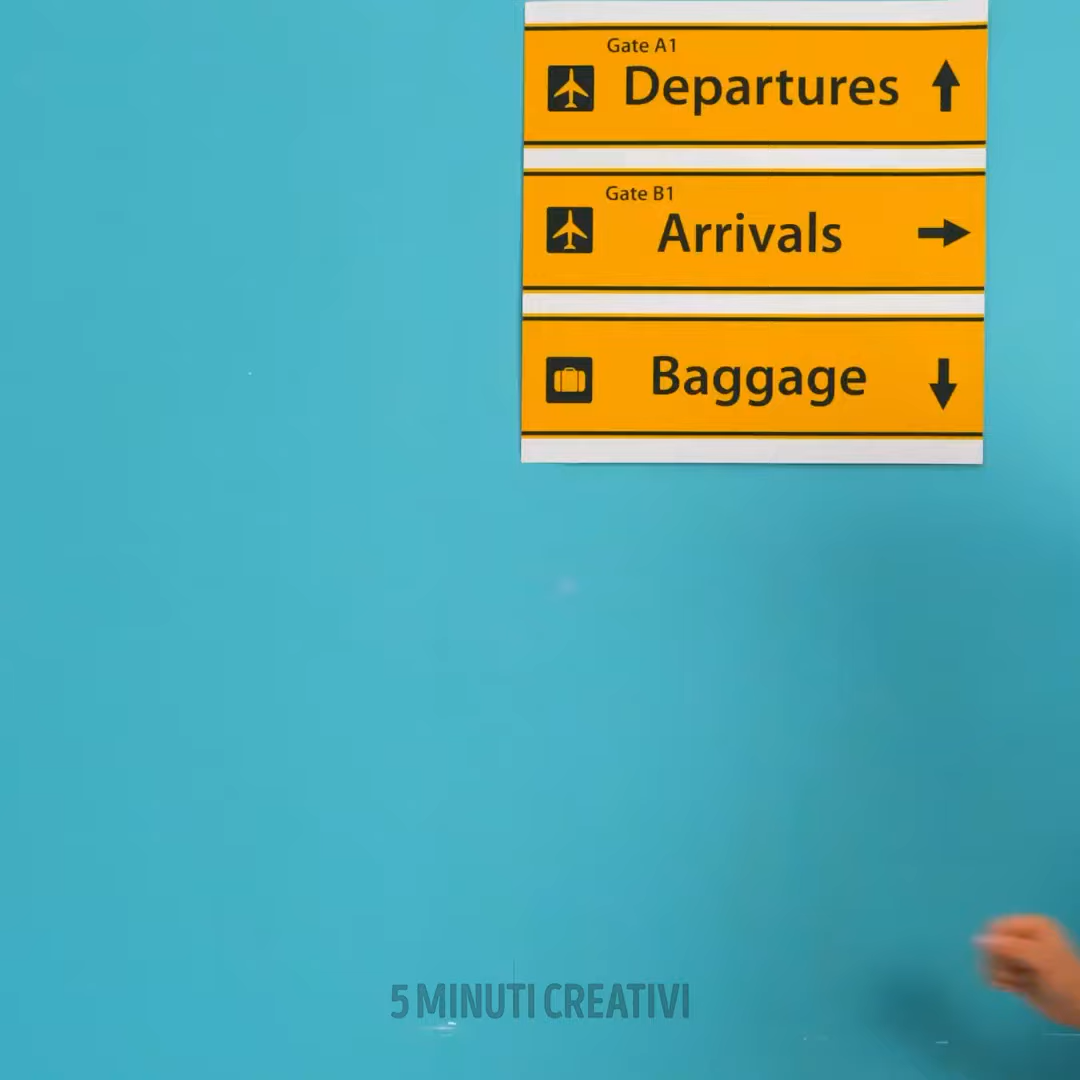 Gate A1
Departures
Gate B1
Arrivals
Baggage
5 MINUTI CREATIVI